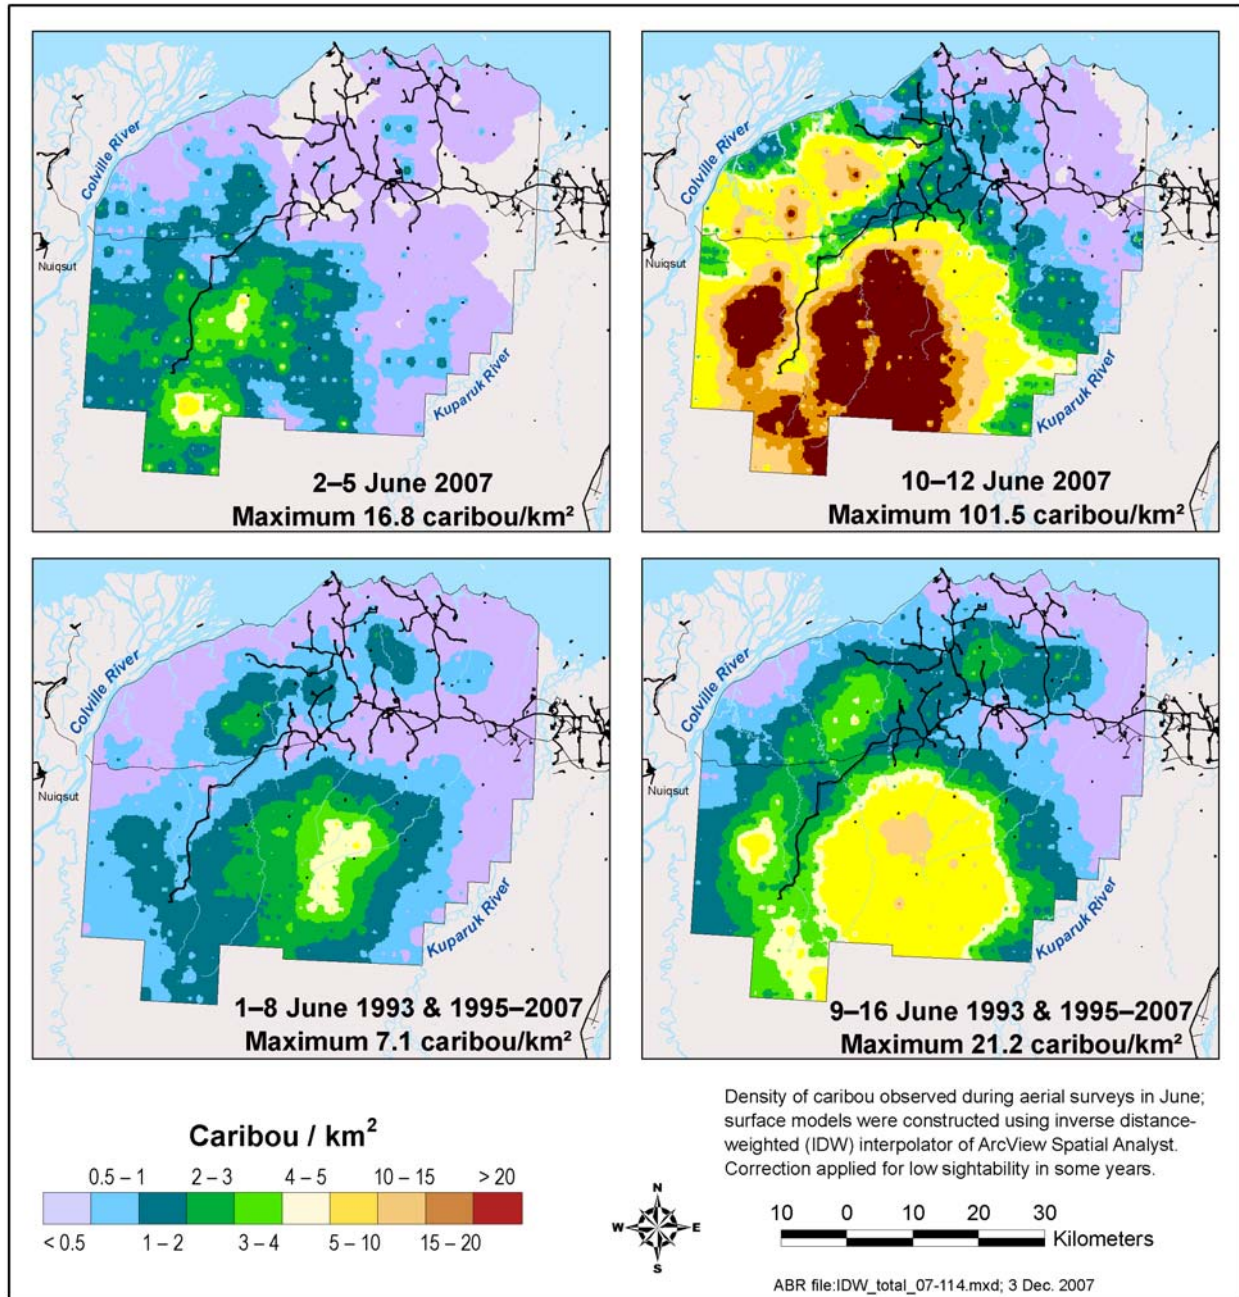 Colville River
Nuiqsut
Kuparuk River
2–5 June 2007
Maximum 16.8 caribou/km²
Colville River
Nuiqsut
Kuparuk River
10–12 June 2007
Maximum 101.5 caribou/km²
Colville River
Nuiqsut
Kuparuk River
1–8 June 1993 & 1995–2007
Maximum 7.1 caribou/km²
Colville River
Nuiqsut
Kuparuk River
9–16 June 1993 & 1995–2007
Maximum 21.2 caribou/km²
Caribou / km²
0.5 – 1 2 – 3 4 – 5 10 – 15 > 20
< 0.5 1 – 2 3 – 4 5 – 10 15 – 20
Density of caribou observed during aerial surveys in June;
surface models were constructed using inverse distance-
weighted (IDW) interpolator of ArcView Spatial Analyst.
Correction applied for low sightability in some years.
N
W E
S
10 0 10 20 30
Kilometers
ABR file:IDW_total_07-114.mxd; 3 Dec. 2007